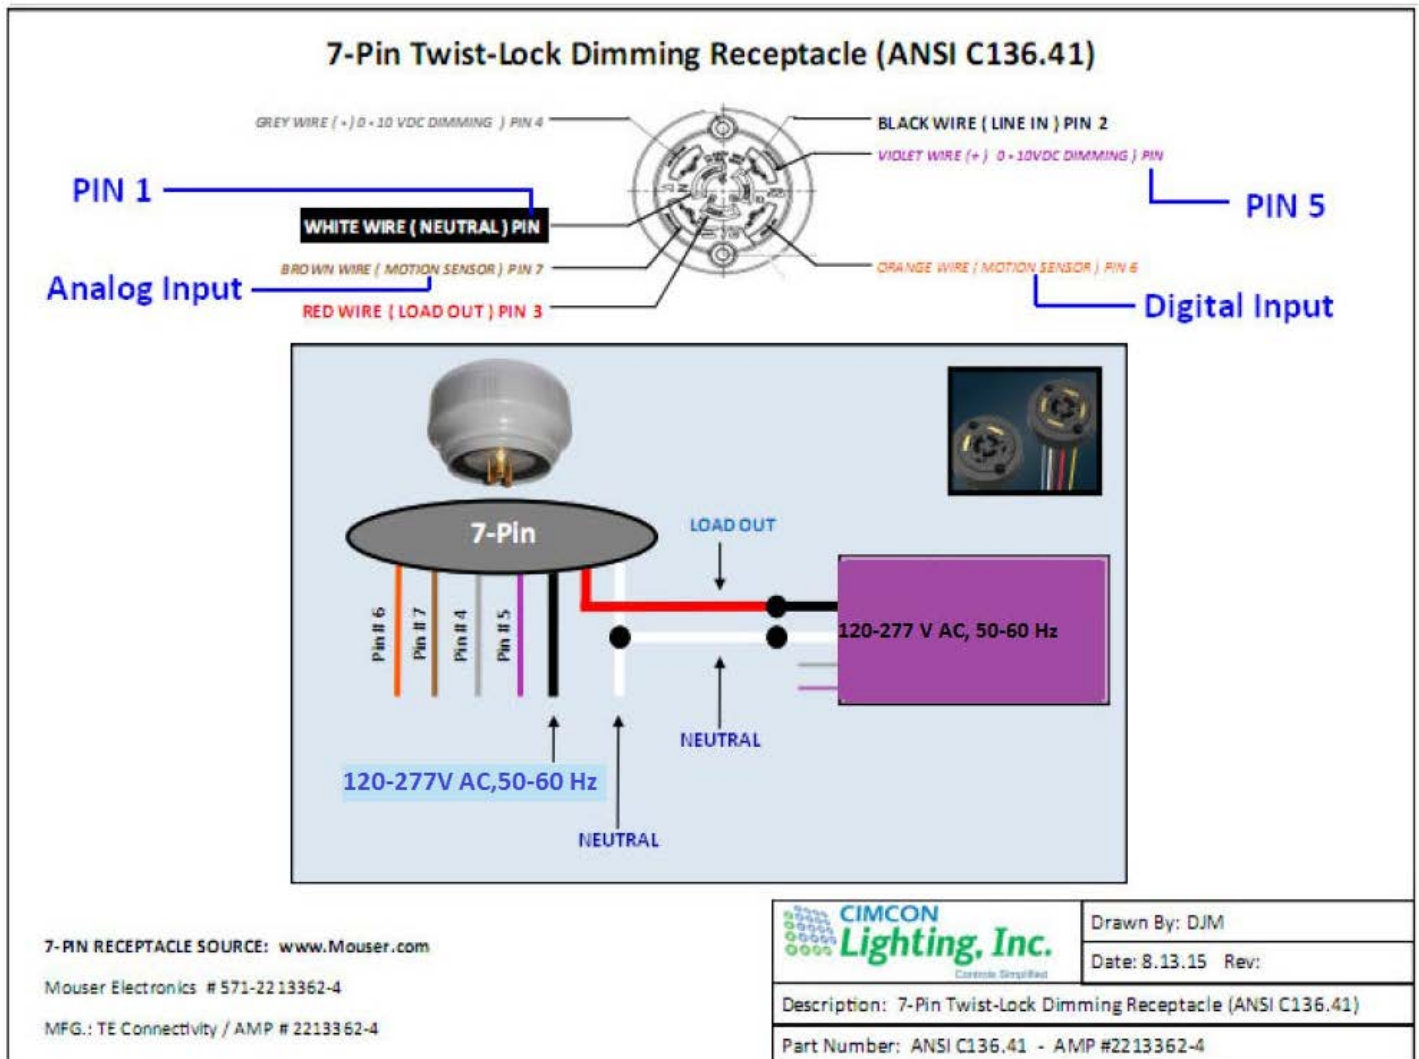 7-Pin Twist-Lock Dimming Receptacle (ANSI C136.41)
GREY WIRE ( - ) 0 - 10 VDC DIMMING ) PIN 4
BLACK WIRE ( LINE IN ) PIN 2
VIOLET WIRE (+ ) 0 - 10VDC DIMMING ) PIN
PIN 1
PIN 5
WHITE WIRE ( NEUTRAL ) PIN
BROWN WIRE ( MOTION SENSOR ) PIN 7
ORANGE WIRE ( MOTION SENSOR ) PIN 6
Analog Input
Digital Input
RED WIRE ( LOAD OUT ) PIN 3
7-Pin
LOAD OUT
Pin # 6
Pin # 7
Pin # 4
Pin # 5
120-277 V AC, 50-60 Hz
NEUTRAL
120-277V AC,50-60 Hz
NEUTRAL
CIMCON
Lighting, Inc.
Controls Simplified
Drawn By: DJM
Date: 8.13.15 Rev:
7-PIN RECEPTACLE SOURCE: www.Mouser.com
Mouser Electronics # 571-2213362-4
MFG.: TE Connectivity / AMP # 2213362-4
Description: 7-Pin Twist-Lock Dimming Receptacle (ANSI C136.41)
Part Number: ANSI C136.41 - AMP #2213362-4